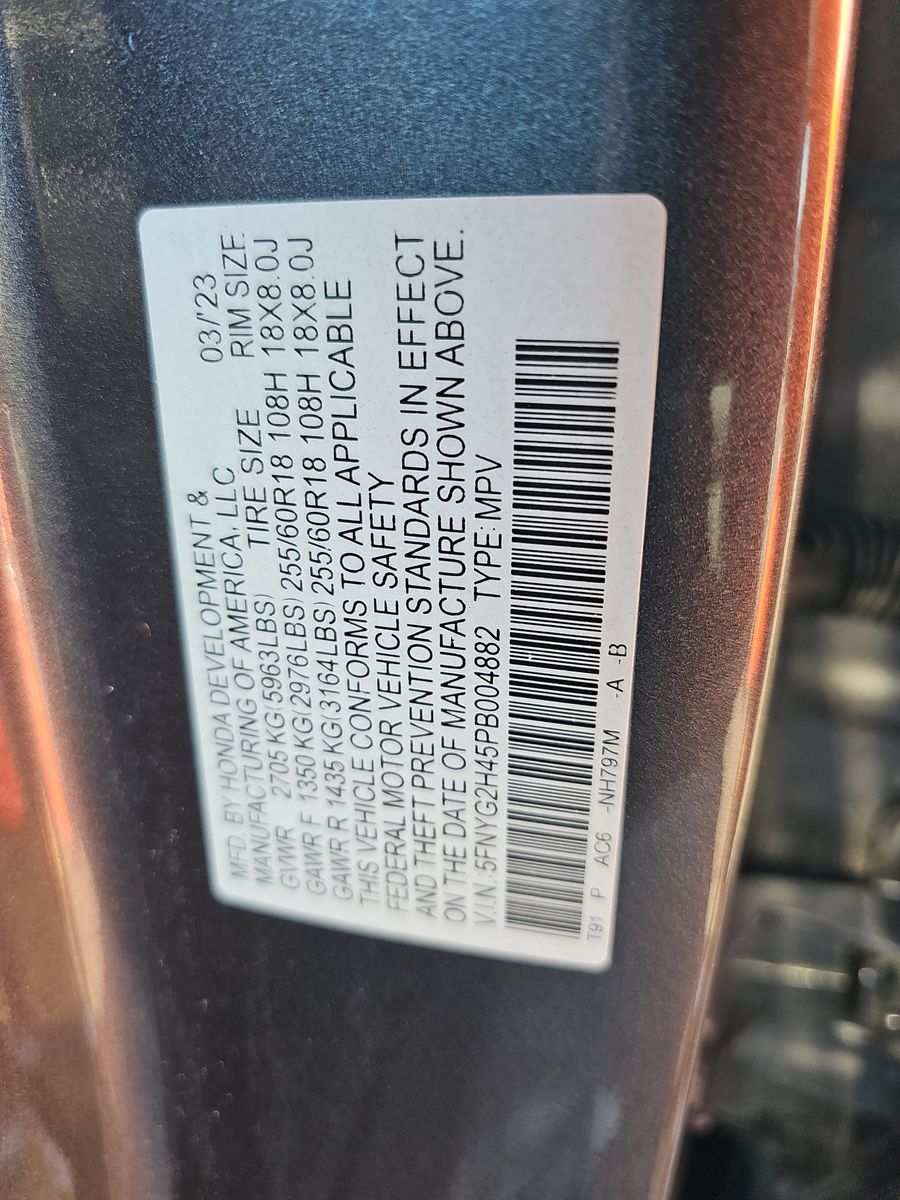 MFD. BY HONDA DEVELOPMENT & 03/'23
MANUFACTURING OF AMERICA, LLC
GVWR 2705 KG(5963LBS) TIRE SIZE RIM SIZE
GAWR F 1350 KG(2976LBS) 255/60R18 108H 18X8.0J
GAWR R 1435 KG(3164LBS) 255/60R18 108H 18X8.0J
THIS VEHICLE CONFORMS TO ALL APPLICABLE
FEDERAL MOTOR VEHICLE SAFETY
AND THEFT PREVENTION STANDARDS IN EFFECT
ON THE DATE OF MANUFACTURE SHOWN ABOVE.
V.I.N.:5FNYG2H45PB004882 TYPE: MPV
T91 P AC6 -NH797M -A -B